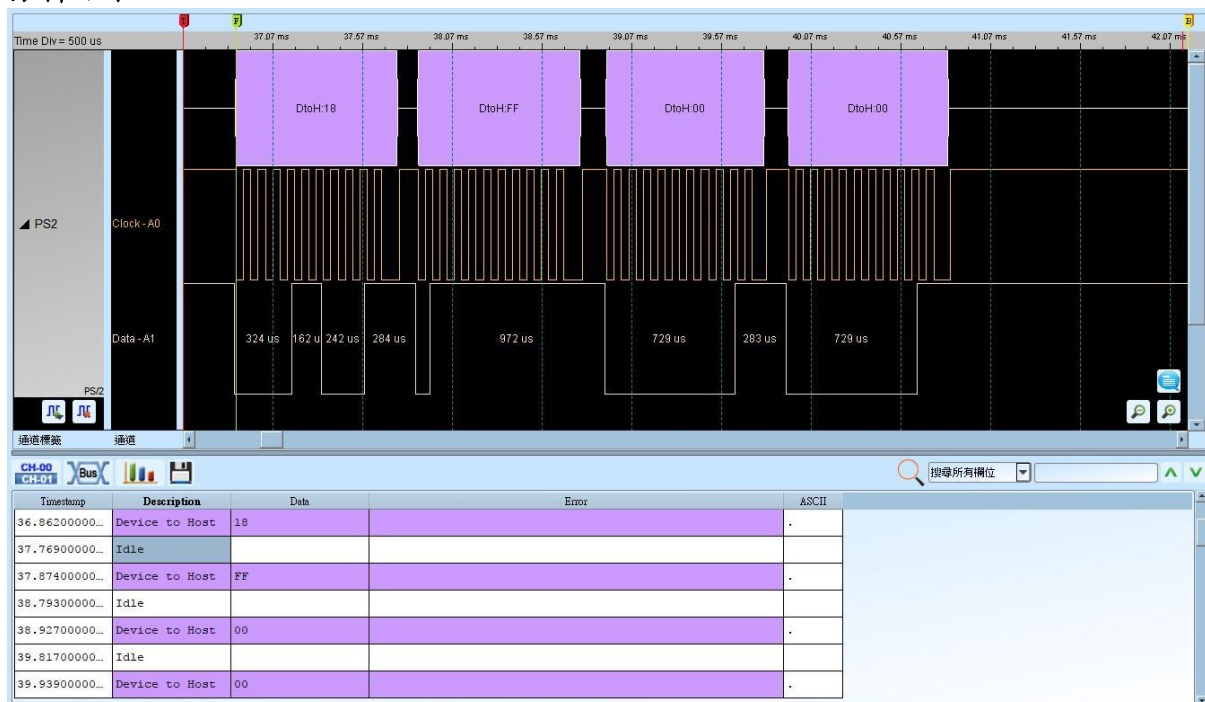 T F B
Time Div = 500 us 37.07 ms 37.57 ms 38.07 ms 38.57 ms 39.07 ms 39.57 ms 40.07 ms 40.57 ms 41.07 ms 41.57 ms 42.07 ms
DtoH:18 DtoH:FF DtoH:00 DtoH:00
PS2 Clock - A0
Data - A1 324 us 162 u 242 us 284 us 972 us 729 us 283 us 729 us
PS/2
通道標籤 通道
CH-00
CH-01 Bus 搜尋所有欄位
Timestamp Description Data Error ASCII
36.86200000... Device to Host 18 .
37.76900000... Idle
37.87400000... Device to Host FF .
38.79300000... Idle
38.92700000... Device to Host 00 .
39.81700000... Idle
39.93900000... Device to Host 00 .